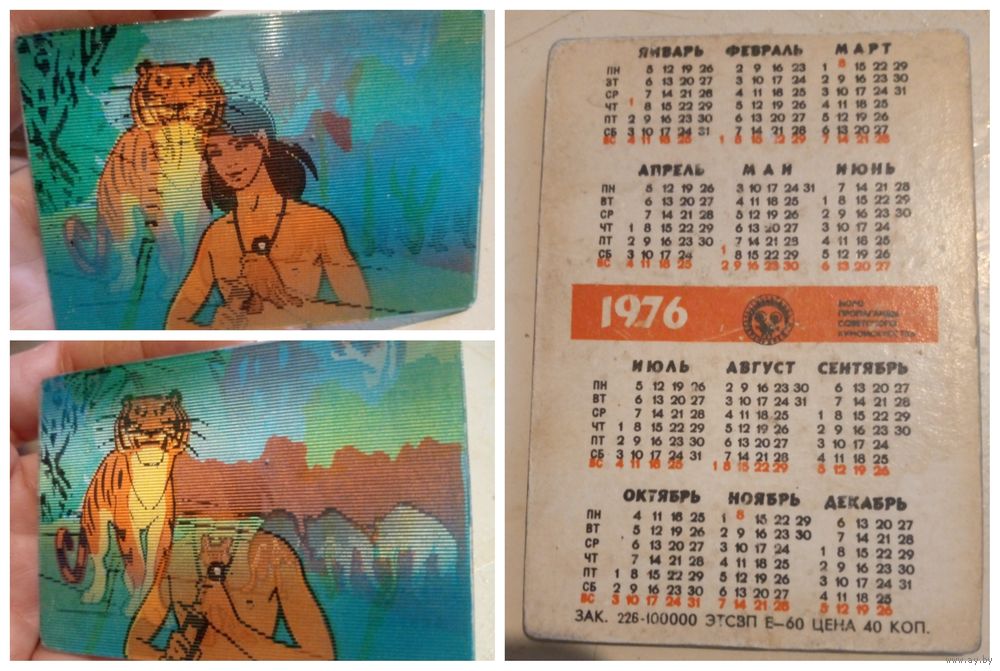 ЯНВАРЬ ФЕВРАЛЬ МАРТ
ПН 5 12 19 26 2 9 16 23 1 8 15 22 29
ВТ 6 13 20 27 3 10 17 24 2 9 16 23 30
СР 7 14 21 28 4 11 18 25 3 10 17 24 31
ЧТ 1 8 15 22 29 5 12 19 26 4 11 18 25
ПТ 2 9 16 23 30 6 13 20 27 5 12 19 26
СБ 3 10 17 24 31 7 14 21 28 6 13 20 27
ВС 4 11 18 25 1 8 15 22 29 7 14 21 28
АПРЕЛЬ МАЙ ИЮНЬ
ПН 5 12 19 26 3 10 17 24 31 7 14 21 28
ВТ 6 13 20 27 4 11 18 25 1 8 15 22 29
СР 7 14 21 28 5 12 19 26 2 9 16 23 30
ЧТ 1 8 15 22 29 6 13 20 27 3 10 17 24
ПТ 2 9 16 23 30 7 14 21 28 4 11 18 25
СБ 3 10 17 24 1 8 15 22 29 5 12 19 26
ВС 4 11 18 25 2 9 16 23 30 6 13 20 27
1976
БЮРО
ПРОПАГАНДЫ
СОВЕТСКОГО
КИНОИСКУССТВА
ИЮЛЬ АВГУСТ СЕНТЯБРЬ
ПН 5 12 19 26 2 9 16 23 30 6 13 20 27
ВТ 6 13 20 27 3 10 17 24 31 7 14 21 28
СР 7 14 21 28 4 11 18 25 1 8 15 22 29
ЧТ 1 8 15 22 29 5 12 19 26 2 9 16 23 30
ПТ 2 9 16 23 30 6 13 20 27 3 10 17 24
СБ 3 10 17 24 31 7 14 21 28 4 11 18 25
ВС 4 11 18 25 1 8 15 22 29 5 12 19 26
ОКТЯБРЬ НОЯБРЬ ДЕКАБРЬ
ПН 4 11 18 25 1 8 15 22 29 6 13 20 27
ВТ 5 12 19 26 2 9 16 23 30 7 14 21 28
СР 6 13 20 27 3 10 17 24 1 8 15 22 29
ЧТ 7 14 21 28 4 11 18 25 2 9 16 23 30
ПТ 1 8 15 22 29 5 12 19 26 3 10 17 24 31
СБ 2 9 16 23 30 6 13 20 27 4 11 18 25
ВС 3 10 17 24 31 7 14 21 28 5 12 19 26
ЗАК. 226-100000 ЭТСВП Е-60 ЦЕНА 40 КОП.
www.ay.by